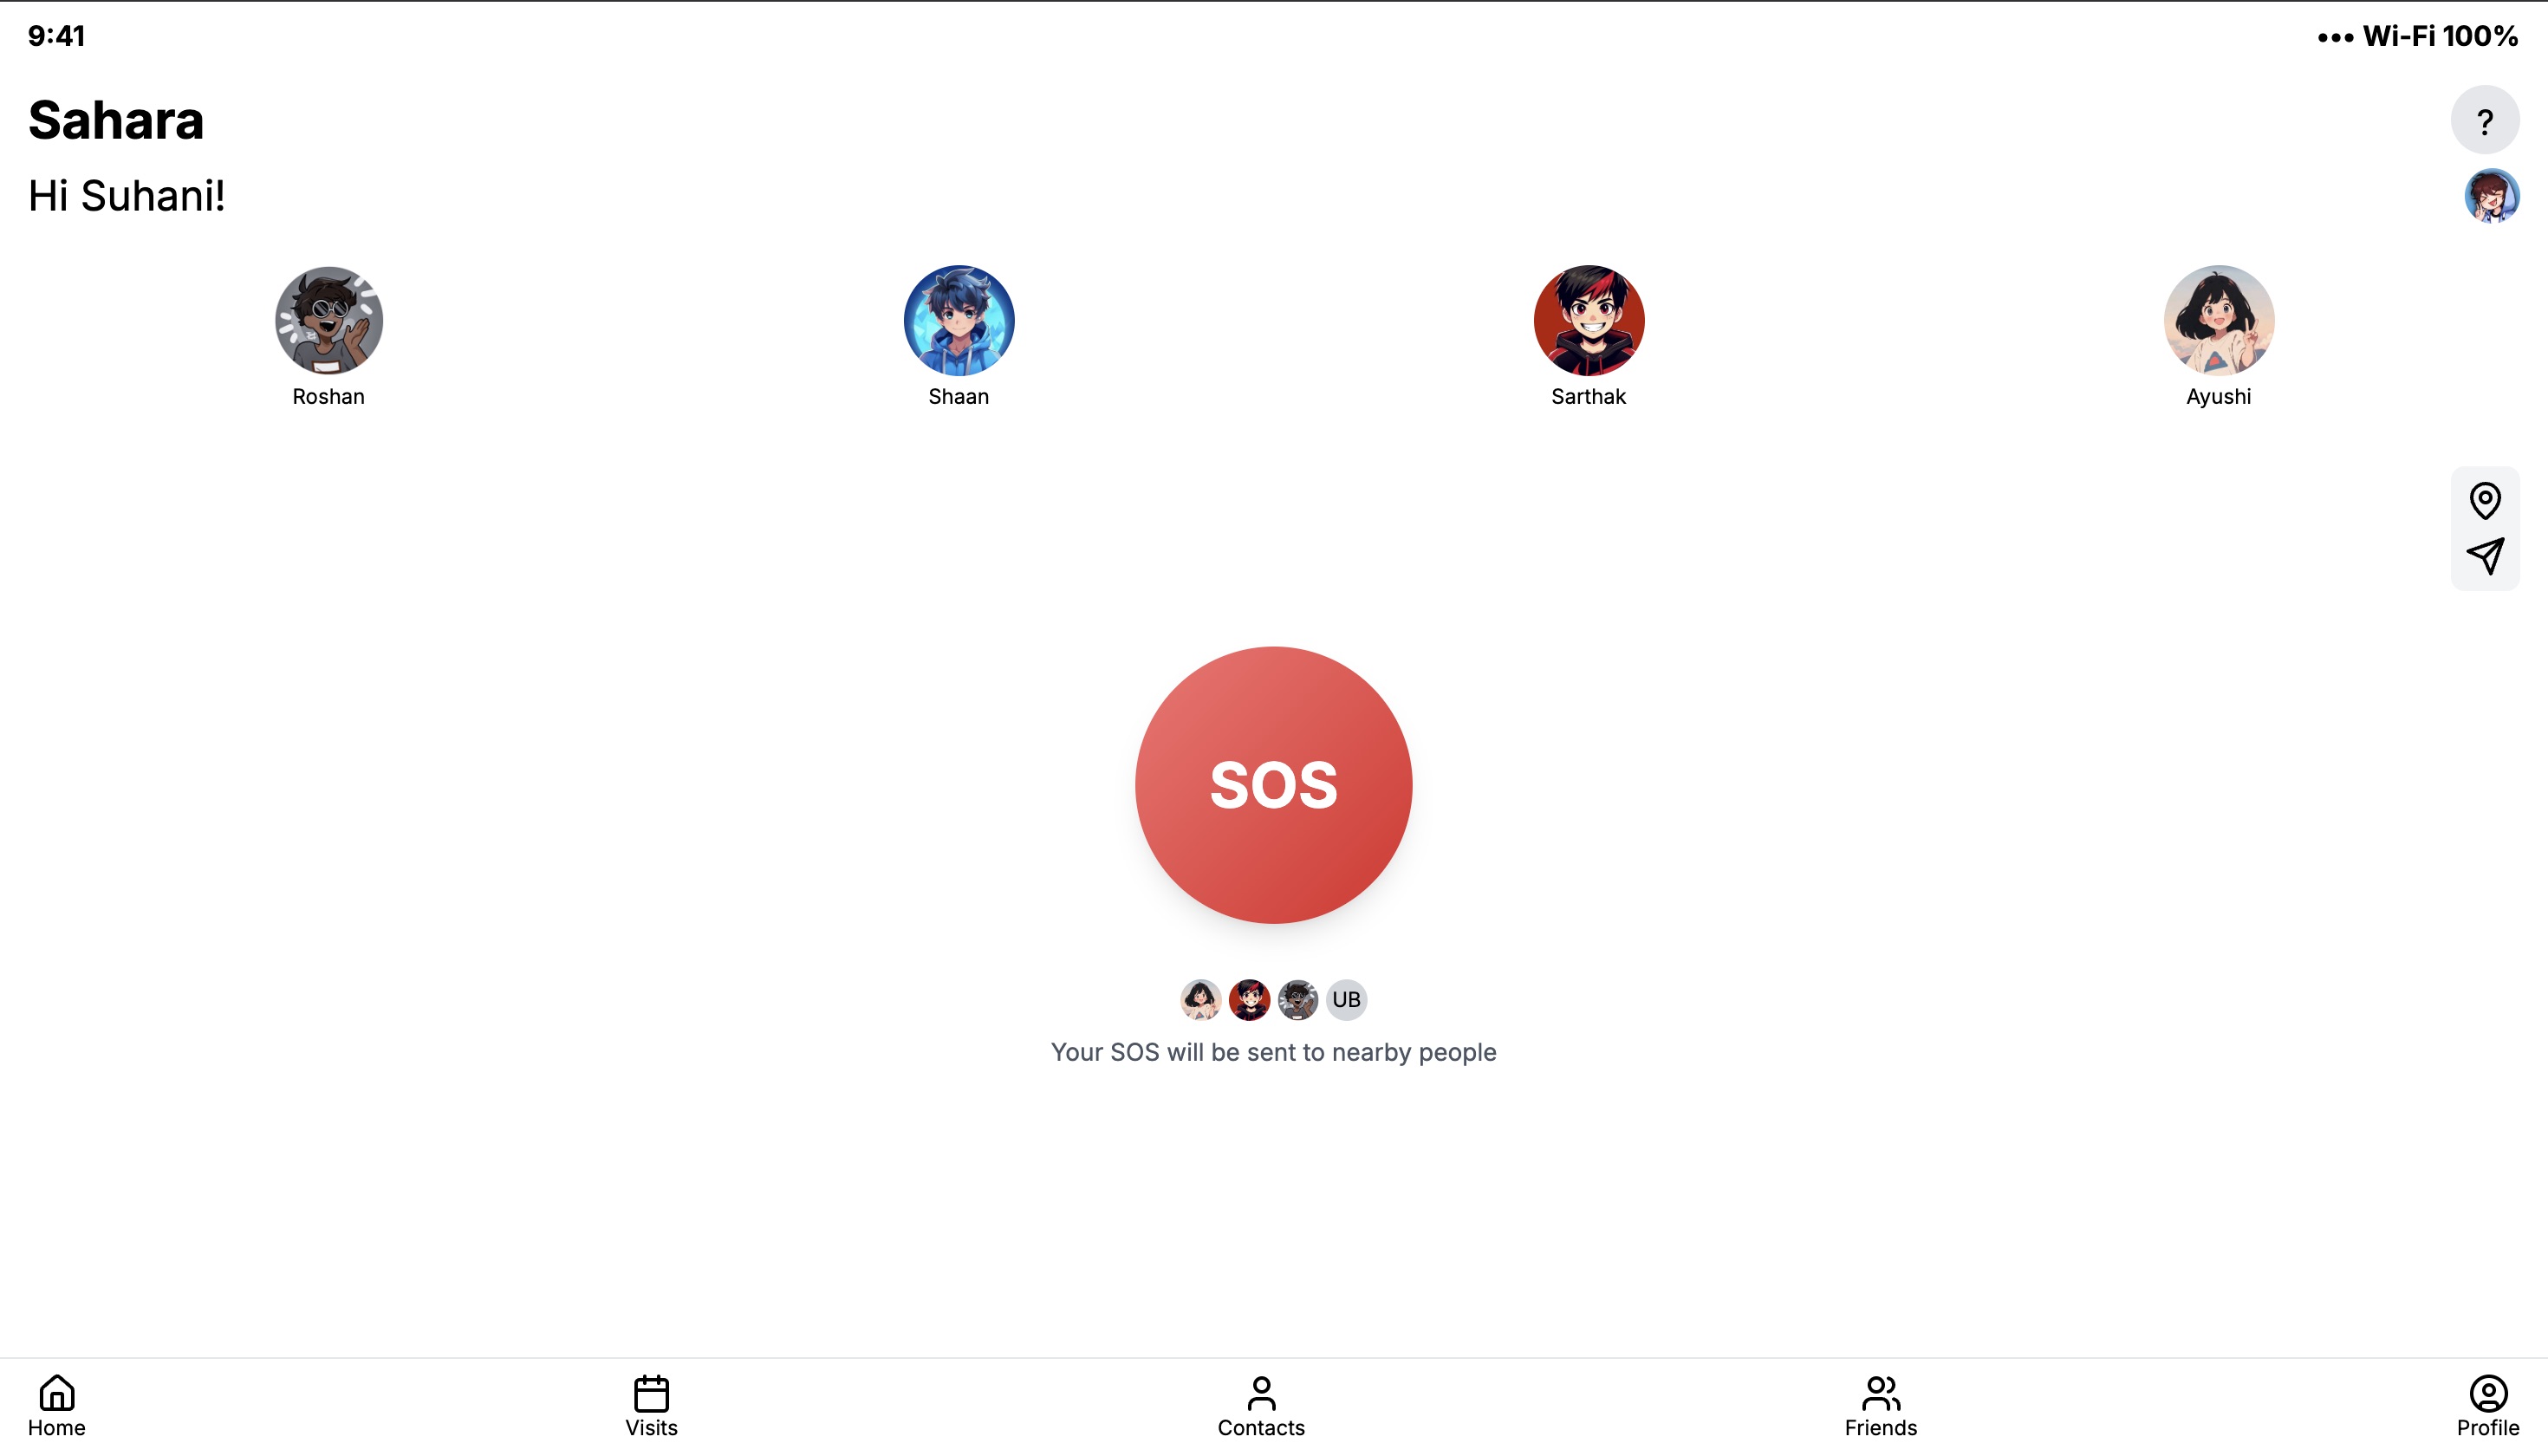 9:41
••• Wi-Fi 100%
Sahara
?
Hi Suhani!
Roshan
Shaan
Sarthak
Ayushi
SOS
UB
Your SOS will be sent to nearby people
Home
Visits
Contacts
Friends
Profile